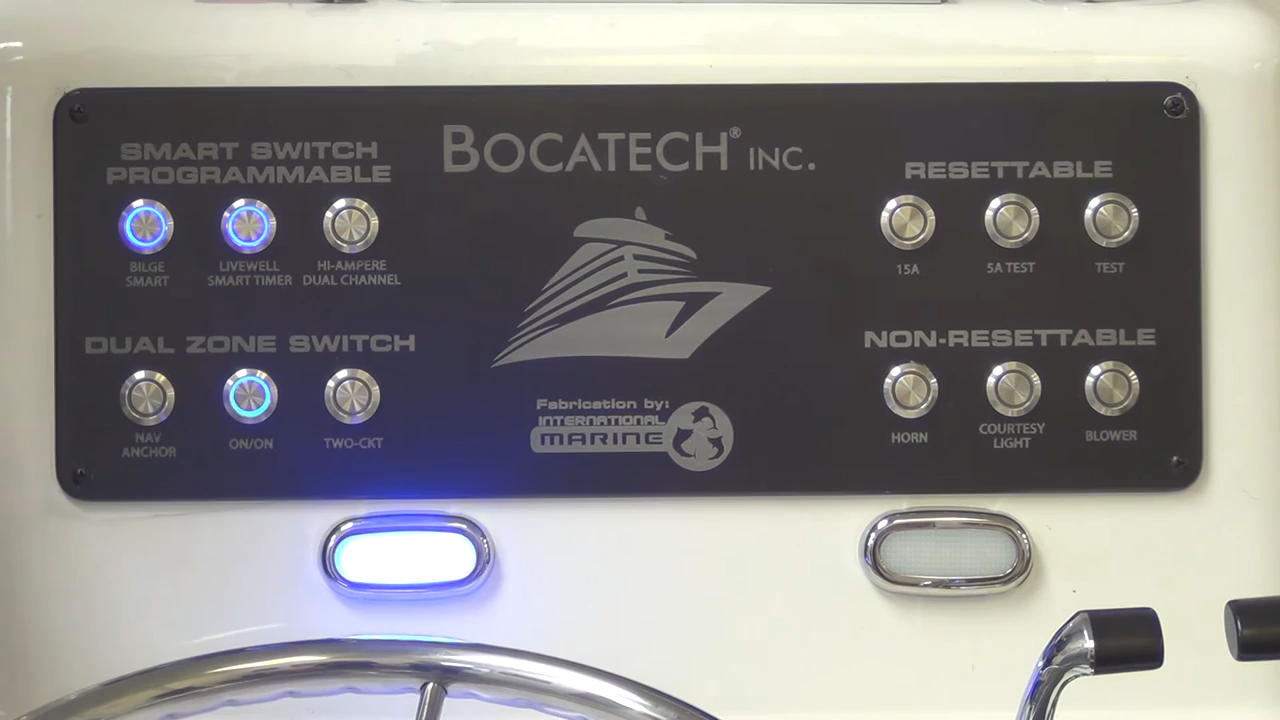 BOCATECH® INC.
SMART SWITCH
PROGRAMMABLE
BILGE
SMART
LIVEWELL
SMART TIMER
HI-AMPERE
DUAL CHANNEL
DUAL ZONE SWITCH
NAV
ANCHOR
ON/ON
TWO-CKT
Fabrication by:
INTERNATIONAL
MARINE
RESETTABLE
15A
5A TEST
TEST
NON-RESETTABLE
HORN
COURTESY
LIGHT
BLOWER